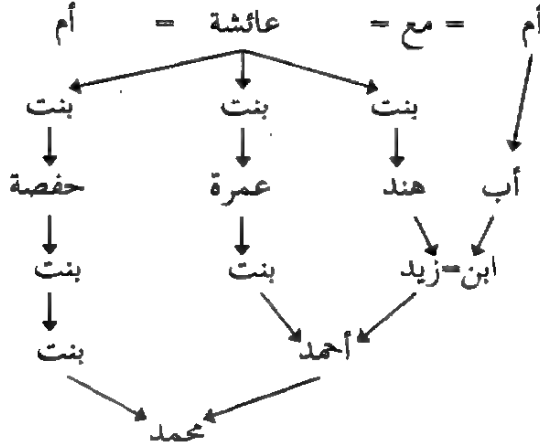 أم = مع = عائشة = أم
بنت بنت بنت
أب هند عمرة حفصة
ابن=زيد بنت بنت
أحمد بنت
محمد